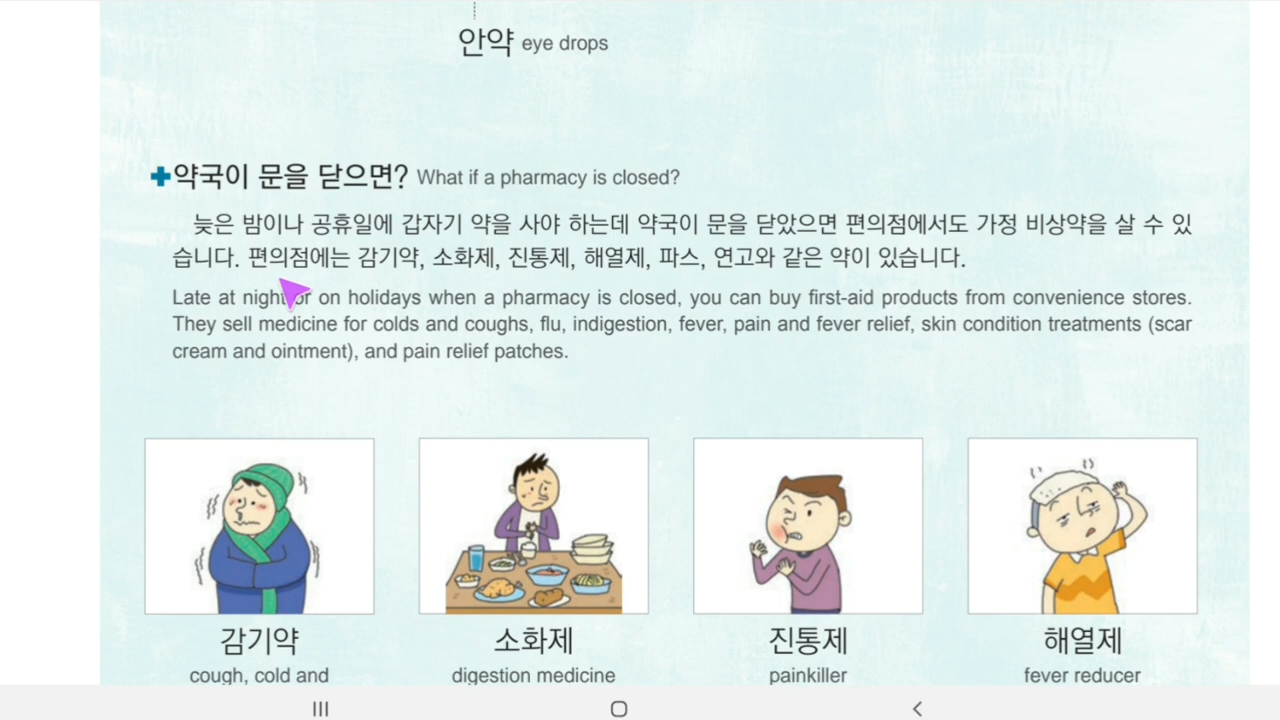 안약 eye drops
약국이 문을 닫으면? What if a pharmacy is closed?
늦은 밤이나 공휴일에 갑자기 약을 사야 하는데 약국이 문을 닫았으면 편의점에서도 가정 비상약을 살 수 있
습니다. 편의점에는 감기약, 소화제, 진통제, 해열제, 파스, 연고와 같은 약이 있습니다.
Late at night or on holidays when a pharmacy is closed, you can buy first-aid products from convenience stores.
They sell medicine for colds and coughs, flu, indigestion, fever, pain and fever relief, skin condition treatments (scar
cream and ointment), and pain relief patches.
감기약 소화제 진통제 해열제
cough, cold and digestion medicine painkiller fever reducer